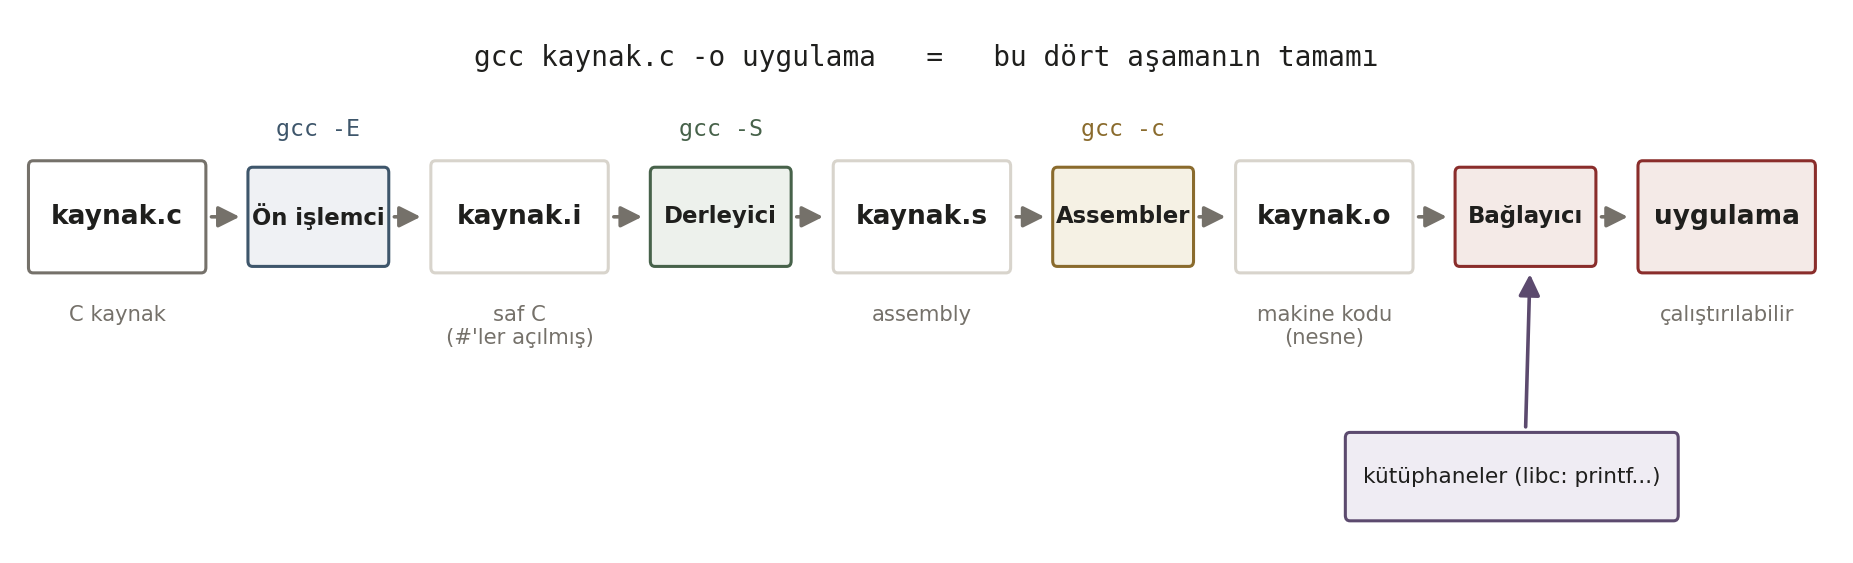 gcc kaynak.c -o uygulama = bu dört aşamanın tamamı
gcc -E
gcc -S
gcc -c
kaynak.c
Ön işlemci
kaynak.i
Derleyici
kaynak.s
Assembler
kaynak.o
Bağlayıcı
uygulama
C kaynak
saf C
(#'ler açılmış)
assembly
makine kodu
(nesne)
çalıştırılabilir
kütüphaneler (libc: printf...)